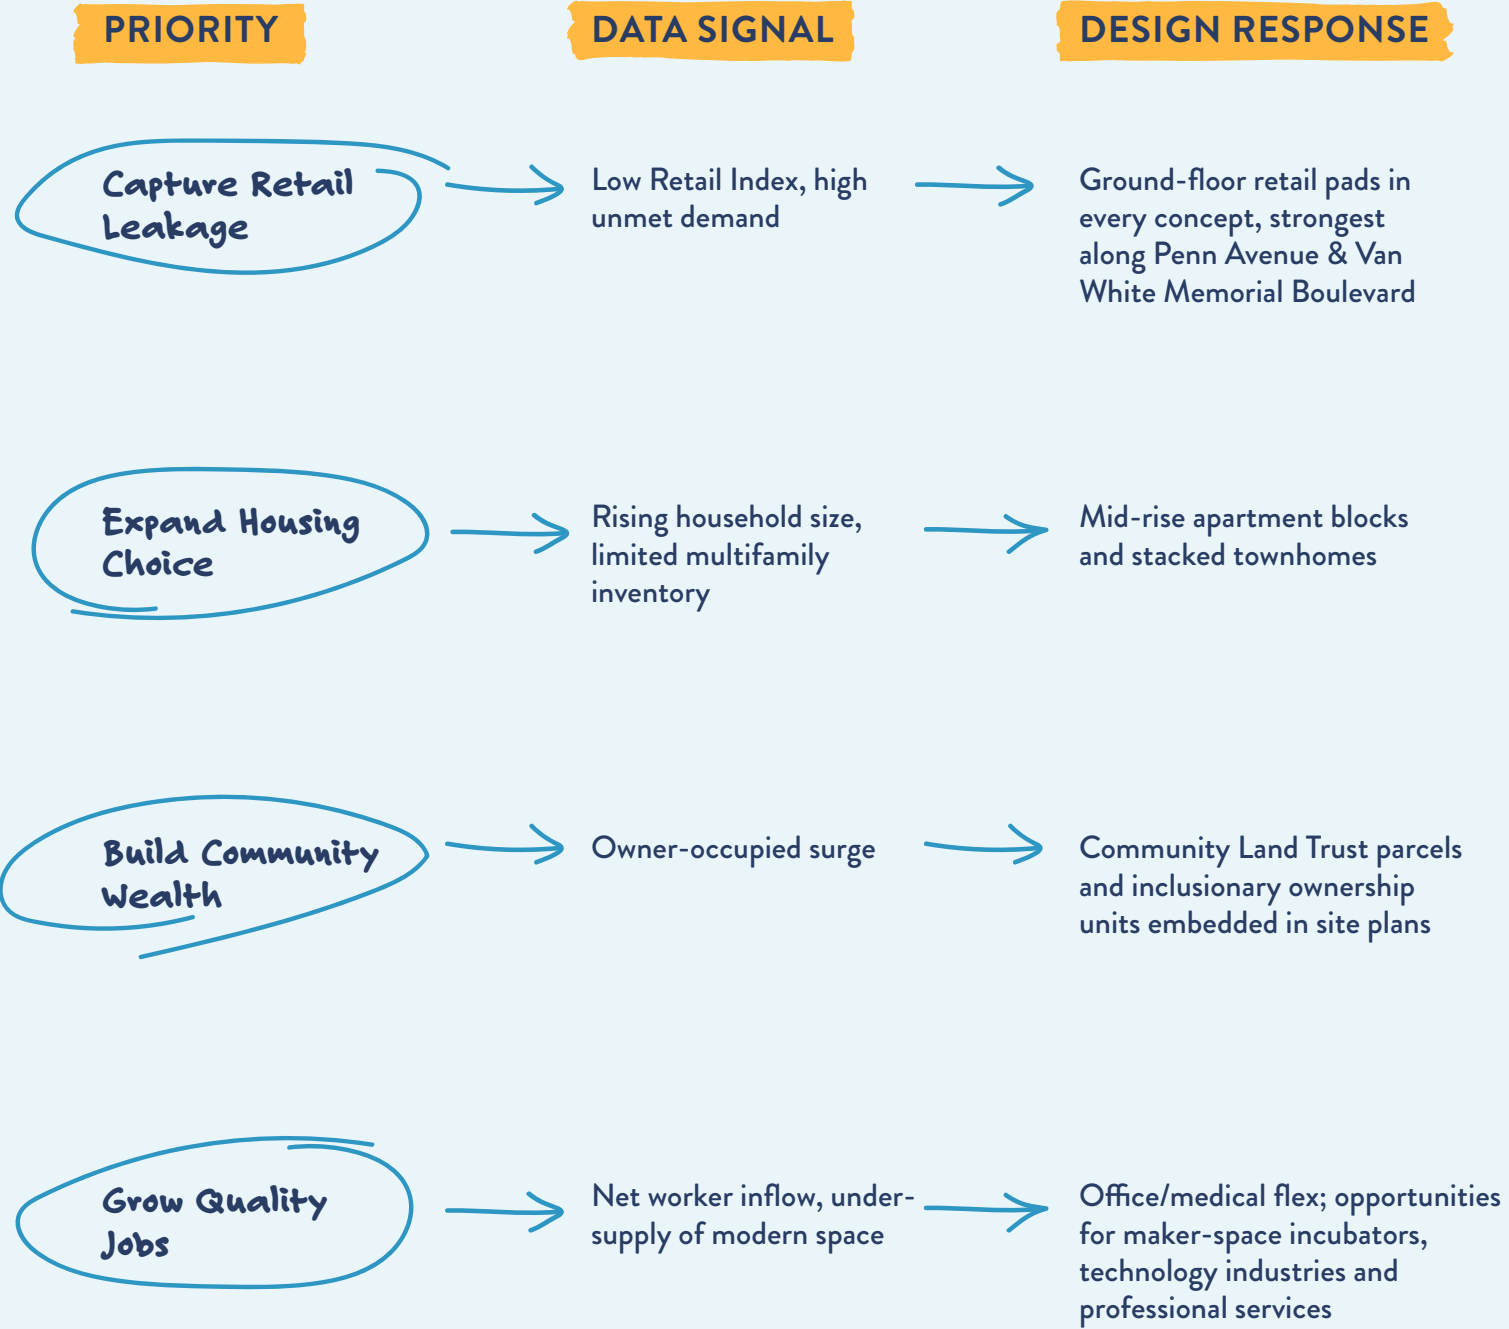 PRIORITY
DATA SIGNAL
DESIGN RESPONSE
Capture Retail
Leakage
Low Retail Index, high
unmet demand
Ground-floor retail pads in
every concept, strongest
along Penn Avenue & Van
White Memorial Boulevard
Expand Housing
Choice
Rising household size,
limited multifamily
inventory
Mid-rise apartment blocks
and stacked townhomes
Build Community
Wealth
Owner-occupied surge
Community Land Trust parcels
and inclusionary ownership
units embedded in site plans
Grow Quality
Jobs
Net worker inflow, under-
supply of modern space
Office/medical flex; opportunities
for maker-space incubators,
technology industries and
professional services